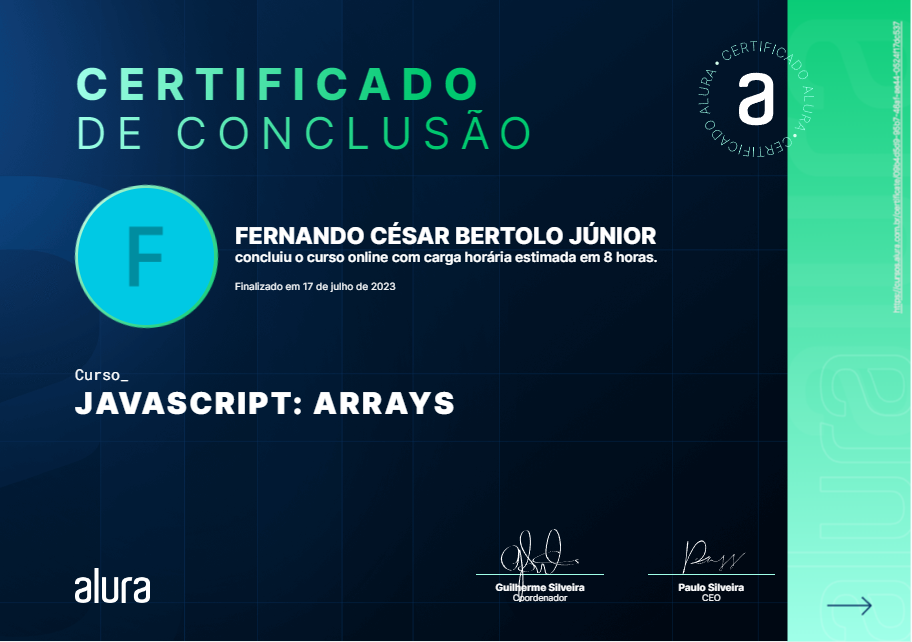 CERTIFICADO
DE CONCLUSÃO
CERTIFICADO ALURA • CERTIFICADO ALURA •
a
F
FERNANDO CÉSAR BERTOLO JÚNIOR
concluiu o curso online com carga horária estimada em 8 horas.
Finalizado em 17 de julho de 2023
Curso_
JAVASCRIPT: ARRAYS
alura
Guilherme Silveira
Coordenador
Paulo Silveira
CEO
alura